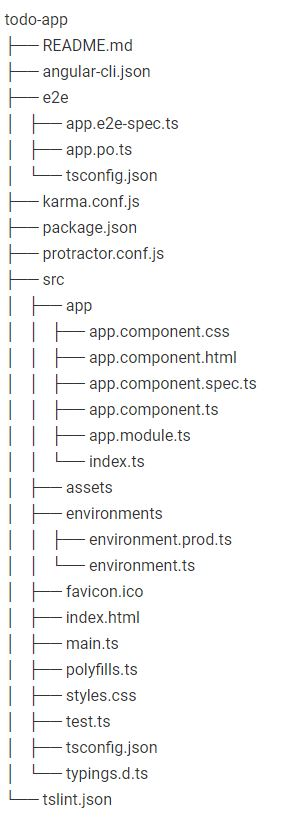 todo-app
├── README.md
├── angular-cli.json
├── e2e
│   ├── app.e2e-spec.ts
│   ├── app.po.ts
│   └── tsconfig.json
├── karma.conf.js
├── package.json
├── protractor.conf.js
├── src
│   ├── app
│   │   ├── app.component.css
│   │   ├── app.component.html
│   │   ├── app.component.spec.ts
│   │   ├── app.component.ts
│   │   ├── app.module.ts
│   │   └── index.ts
│   ├── assets
│   ├── environments
│   │   ├── environment.prod.ts
│   │   └── environment.ts
│   ├── favicon.ico
│   ├── index.html
│   ├── main.ts
│   ├── polyfills.ts
│   ├── styles.css
│   ├── test.ts
│   ├── tsconfig.json
│   └── typings.d.ts
└── tslint.json